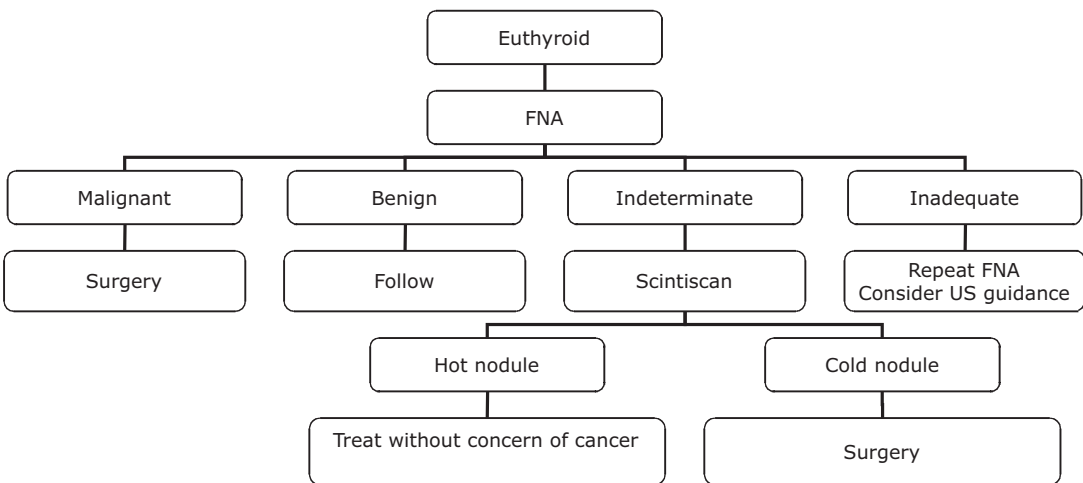 Euthyroid
FNA
Malignant
Benign
Indeterminate
Inadequate
Surgery
Follow
Scintiscan
Repeat FNA
Consider US guidance
Hot nodule
Cold nodule
Treat without concern of cancer
Surgery